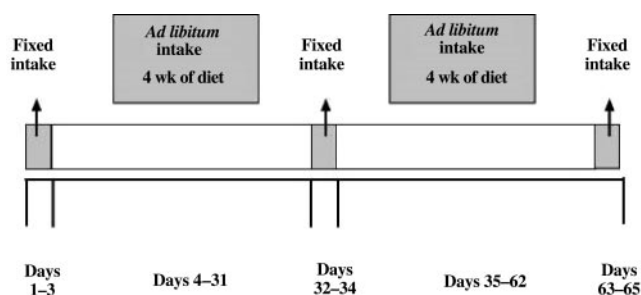 Fixed
intake
Ad libitum
intake
4 wk of diet
Fixed
intake
Ad libitum
intake
4 wk of diet
Fixed
intake
Days
1–3
Days 4–31
Days
32–34
Days 35–62
Days
63–65